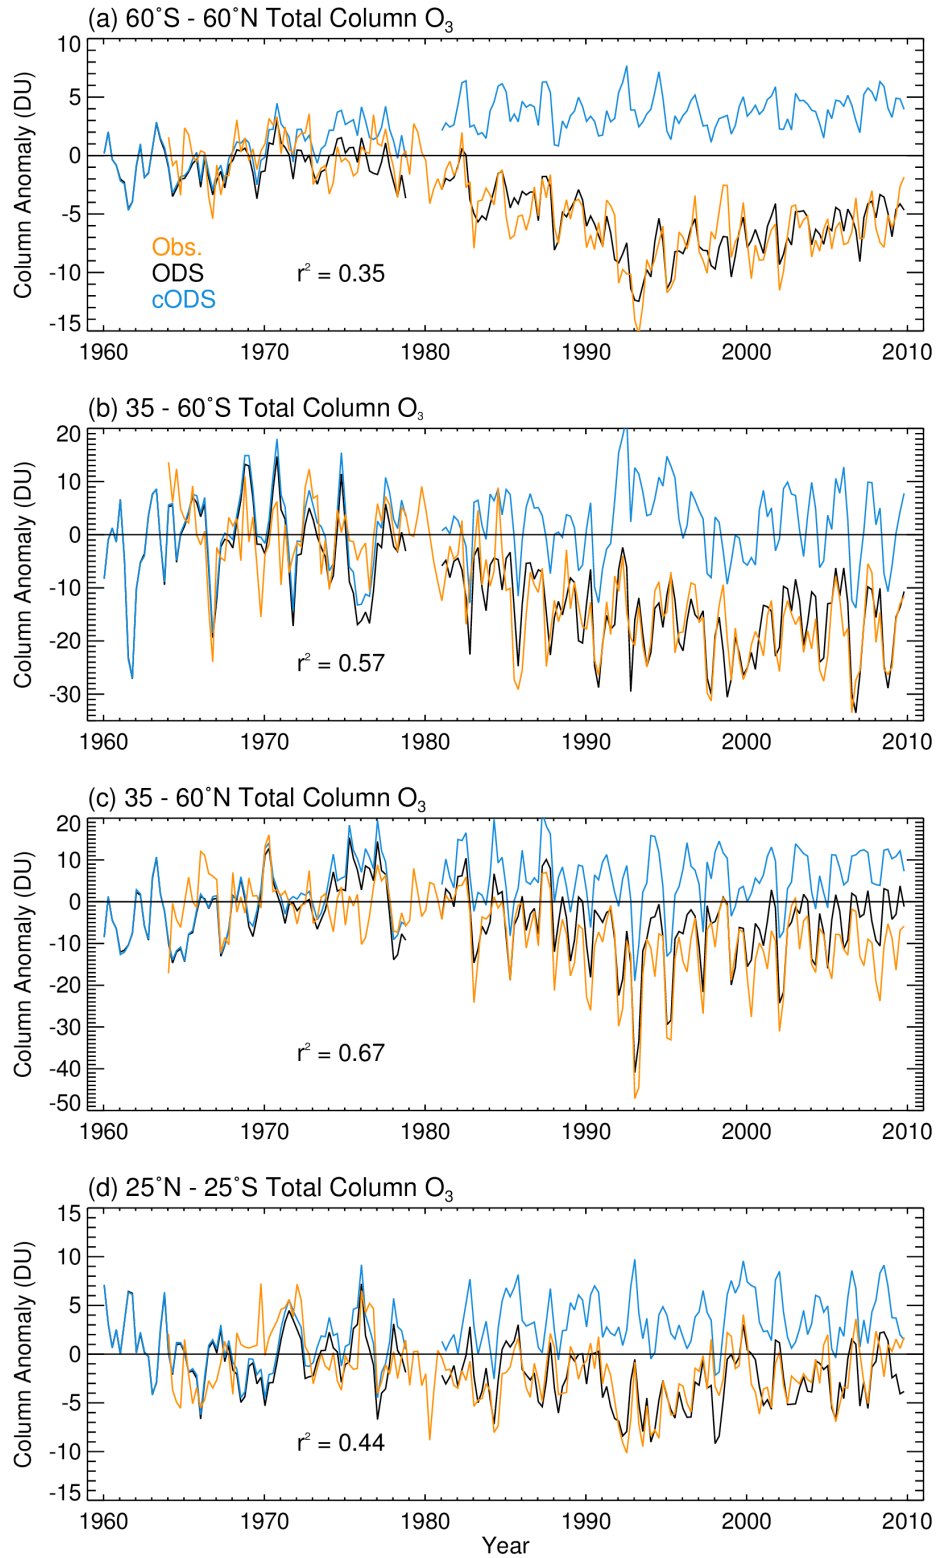 (a) 60˚S - 60˚N Total Column O₃
Column Anomaly (DU)
10
5
0
-5
-10
-15
Obs.
ODS
cODS
r² = 0.35
1960 1970 1980 1990 2000 2010
(b) 35 - 60˚S Total Column O₃
Column Anomaly (DU)
20
10
0
-10
-20
-30
r² = 0.57
1960 1970 1980 1990 2000 2010
(c) 35 - 60˚N Total Column O₃
Column Anomaly (DU)
20
10
0
-10
-20
-30
-40
-50
r² = 0.67
1960 1970 1980 1990 2000 2010
(d) 25˚N - 25˚S Total Column O₃
Column Anomaly (DU)
15
10
5
0
-5
-10
-15
r² = 0.44
1960 1970 1980 1990 2000 2010
Year